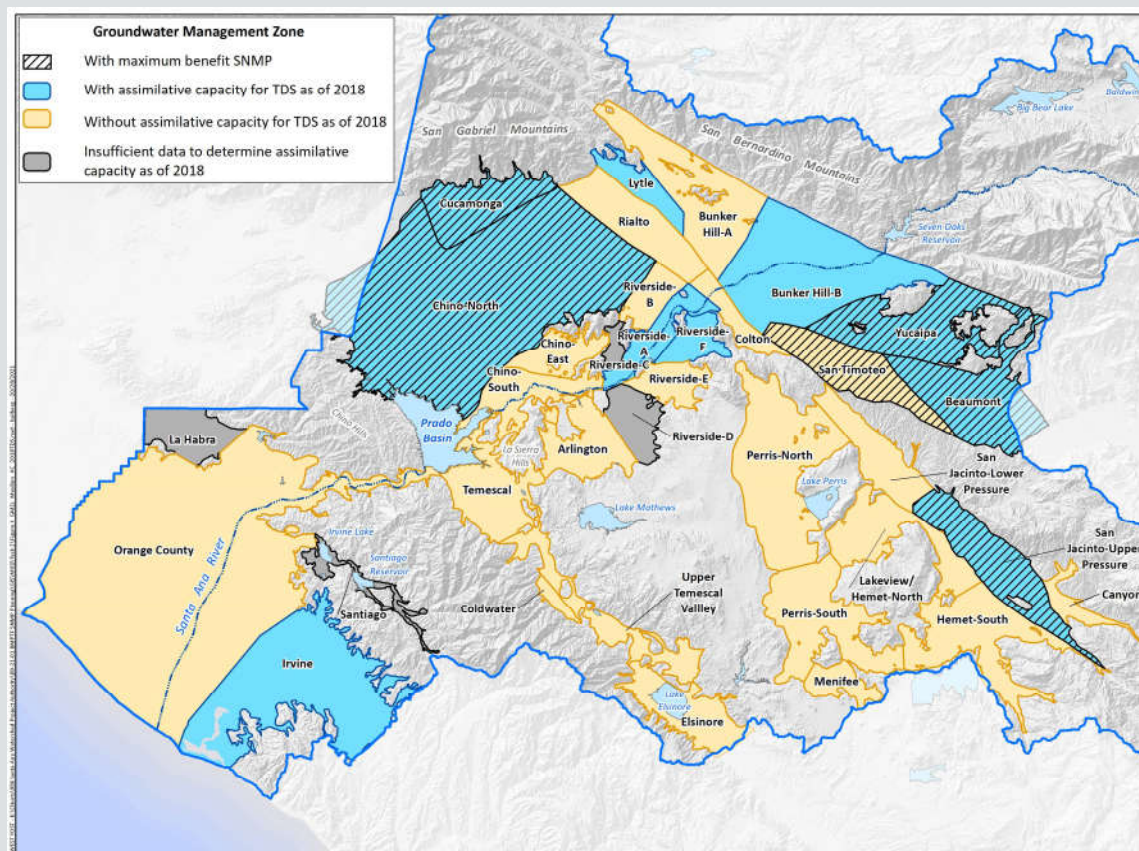 Groundwater Management Zone
With maximum benefit SNMP
With assimilative capacity for TDS as of 2018
Without assimilative capacity for TDS as of 2018
Insufficient data to determine assimilative
capacity as of 2018
San Gabriel Mountains
San Bernardino Mountains
Big Bear Lake
Baldwin
Seven Oaks
Reservoir
Cucamonga
Lytle
Rialto
Bunker
Hill-A
Chino-North
Bunker Hill-B
Riverside-
B
Yucaipa
Riverside-
A
Riverside-
F
Chino-
East
Riverside-C
Colton
San Timoteo
Chino-
South
Riverside-E
Beaumont
Chino Hills
Prado
Basin
La Habra
La Sierra
Hills
Arlington
Riverside-D
Perris-North
San
Jacinto-Lower
Pressure
Temescal
Lake Perris
Lake Mathews
Orange County
Santa Ana River
Irvine Lake
Santiago
Reservoir
San
Jacinto-Upper
Pressure
Santiago
Coldwater
Upper
Temescal
Vallley
Lakeview/
Hemet-North
Canyon
Perris-South
Hemet-South
Irvine
Menifee
Lake
Elsinore
Elsinore